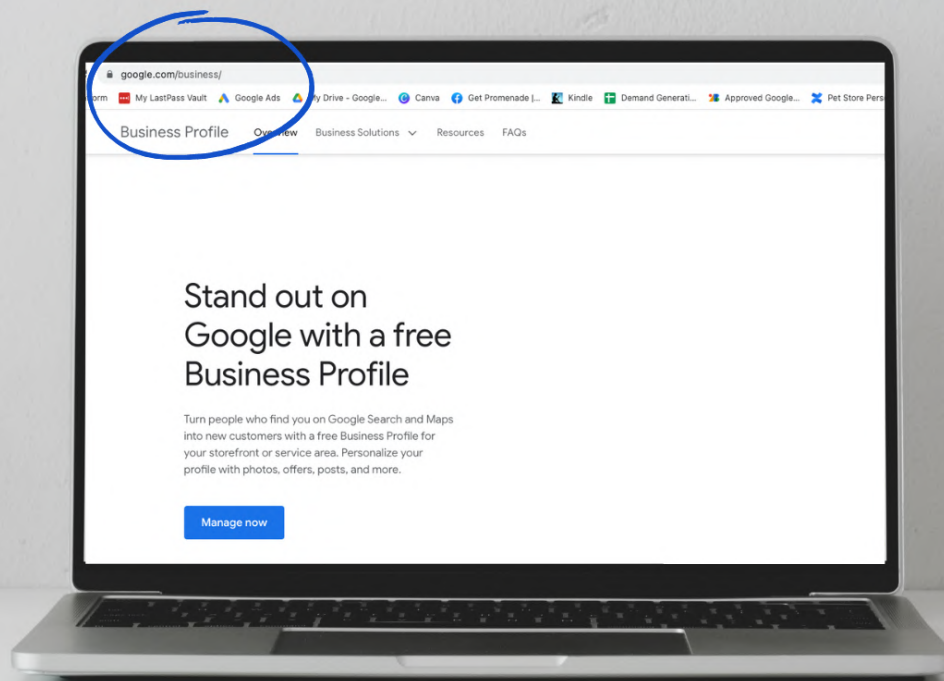 google.com/business/
orm My LastPass Vault Google Ads My Drive - Google... Canva Get Promenade |... Kindle Demand Generati... Approved Google... Pet Store Pers
Business Profile Overview Business Solutions Resources FAQs
Stand out on
Google with a free
Business Profile
Turn people who find you on Google Search and Maps
into new customers with a free Business Profile for
your storefront or service area. Personalize your
profile with photos, offers, posts, and more.
Manage now